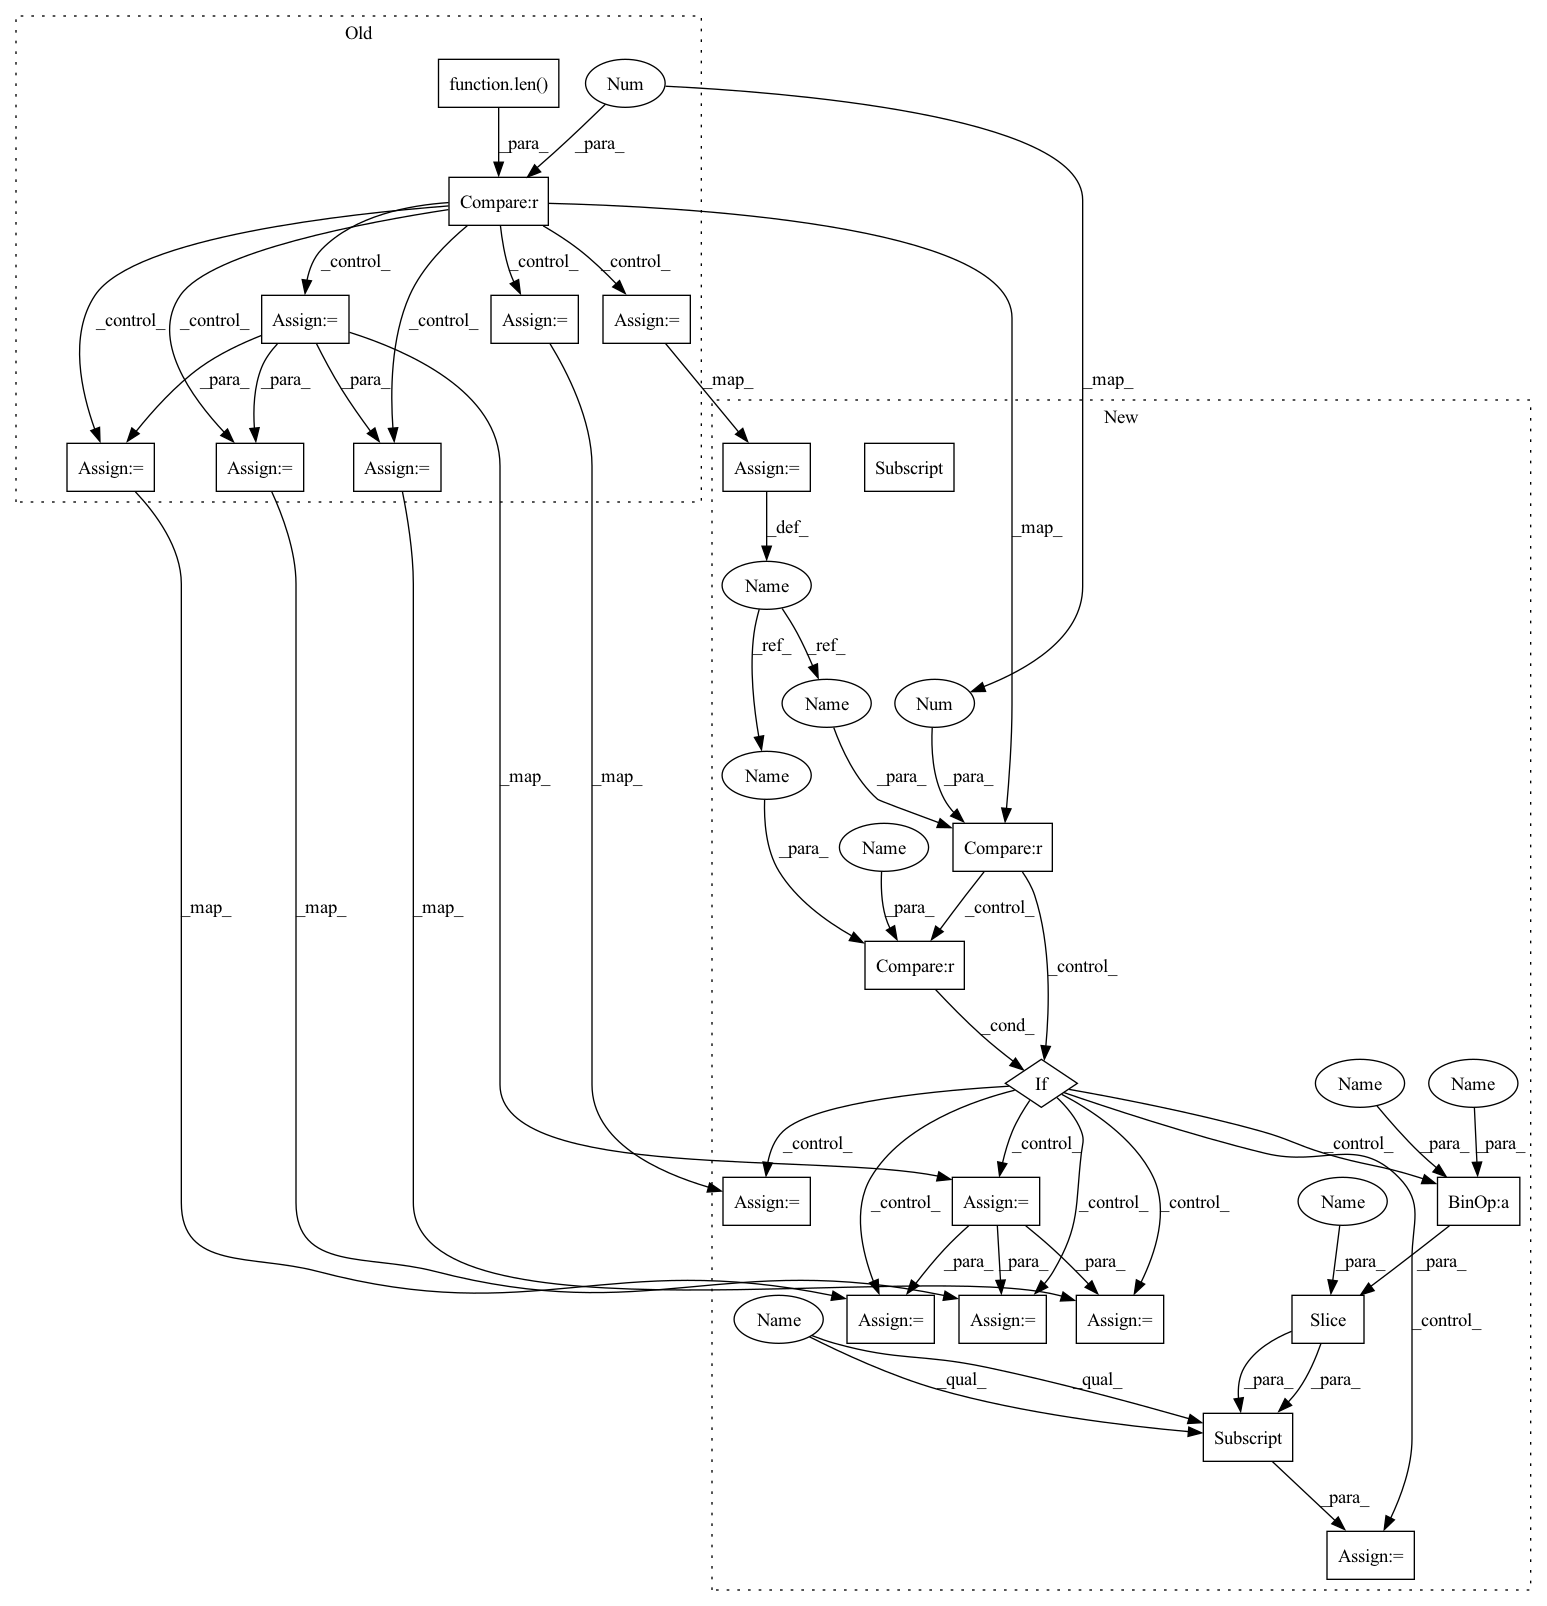 Old
function.len()
Num
_para_ _para_
Compare:r
_control_ _control_ _control_
Assign:= Assign:= Assign:=
_control_ _control_ _control_
_para_ _para_ _para_ _map_ _map_
New
Assign:= Assign:= Assign:= Assign:= Subscript
_def_ _map_
Name
_ref_ _ref_
Name Num
Name _map_ _map_ _para_ _para_
Name Compare:r
_para_
_map_ _map_ _map_ _para_ _control_
Compare:r _control_
_cond_
If Name Name
_control_ _control_ _control_ _para_ _para_
Assign:= Assign:= Name BinOp:a
_control_ _control_ _control_
_para_ _para_ _para_ _para_ _para_
Name Assign:= Assign:= Assign:= Slice _control_
_qual_ _qual_ _para_ _para_
Subscript
_para_
Assign:=